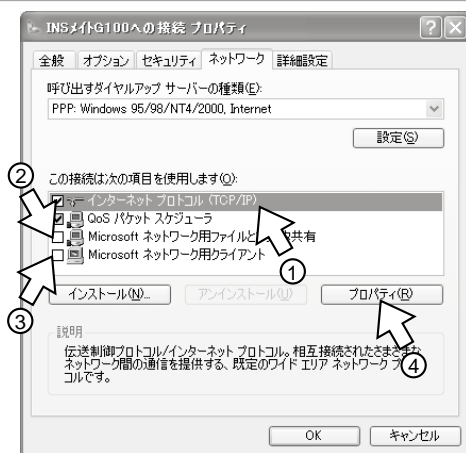 INSﾒｲﾄG100への接続 プロパティ
全般 オプション セキュリティ ネットワーク 詳細設定
呼び出すダイヤルアップ サーバーの種類(E):
PPP: Windows 95/98/NT4/2000, Internet
設定(S)
②
この接続は次の項目を使用します(O):
インターネット プロトコル (TCP/IP)
QoS パケット スケジューラ
Microsoft ネットワーク用ファイルと 共有
Microsoft ネットワーク用クライアント
①
インストール(N)... アンインストール(U) プロパティ(R)
③
説明
④
伝送制御プロトコル/インターネット プロトコル。相互接続されたさまざまな
ネットワーク間の通信を提供する、既定のワイド エリア ネットワーク プ
コルです。
OK キャンセル